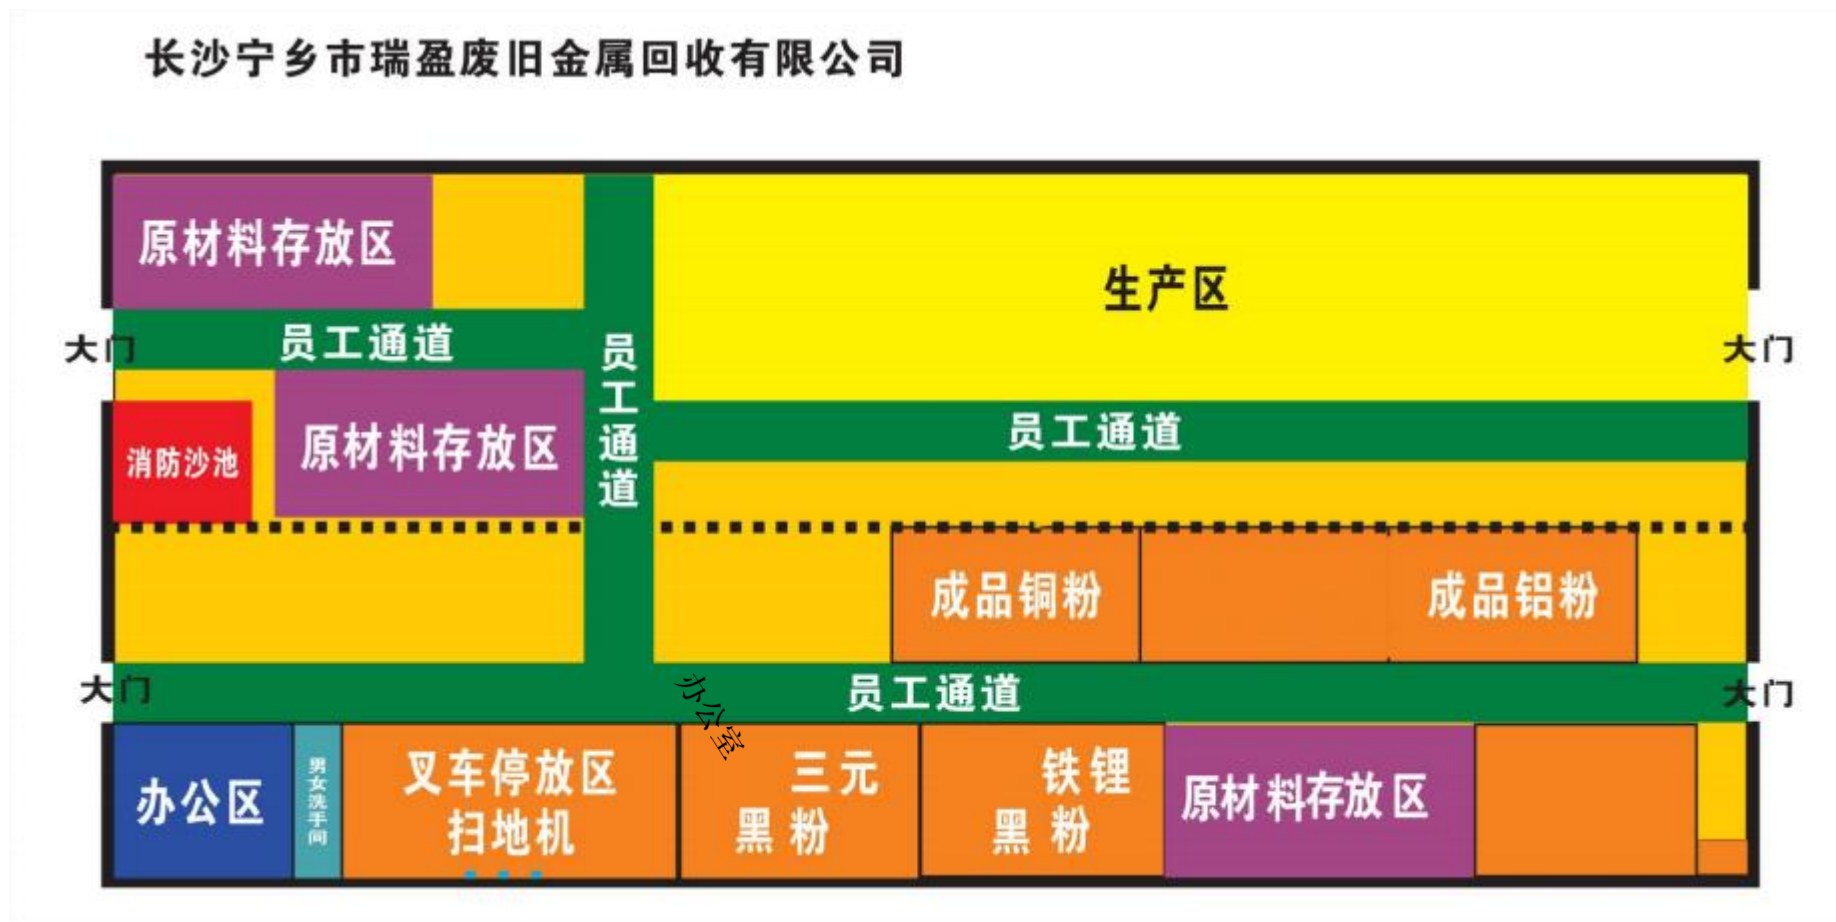 长沙宁乡市瑞盈废旧金属回收有限公司
原材料存放区
生产区
大门
员工通道
员工通道
大门
员工通道
消防沙池
原材料存放区
成品铜粉
成品铝粉
大门
员工通道
大门
办公室
办公区
男女洗手间
叉车停放区
扫地机
三元
黑粉
铁锂
黑粉
原材料存放区